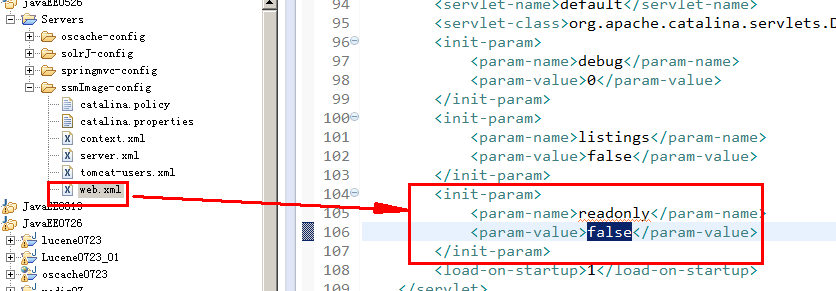 javaEE0526
Servers
oscache-config
solrJ-config
springmvc-config
ssmImage-config
catalina.policy
catalina.properties
context.xml
server.xml
tomcat-users.xml
web.xml
JavaEE0613
JavaEE0726
lucene0723
Lucene0723_01
oscache0723
94 <servlet-name>default</servlet-name>
95 <servlet-class>org.apache.catalina.servlets.D
96 <init-param>
97 <param-name>debug</param-name>
98 <param-value>0</param-value>
99 </init-param>
100 <init-param>
101 <param-name>listings</param-name>
102 <param-value>false</param-value>
103 </init-param>
104 <init-param>
105 <param-name>readonly</param-name>
106 <param-value>false</param-value>
107 </init-param>
108 <load-on-startup>1</load-on-startup>
109 </servlet>